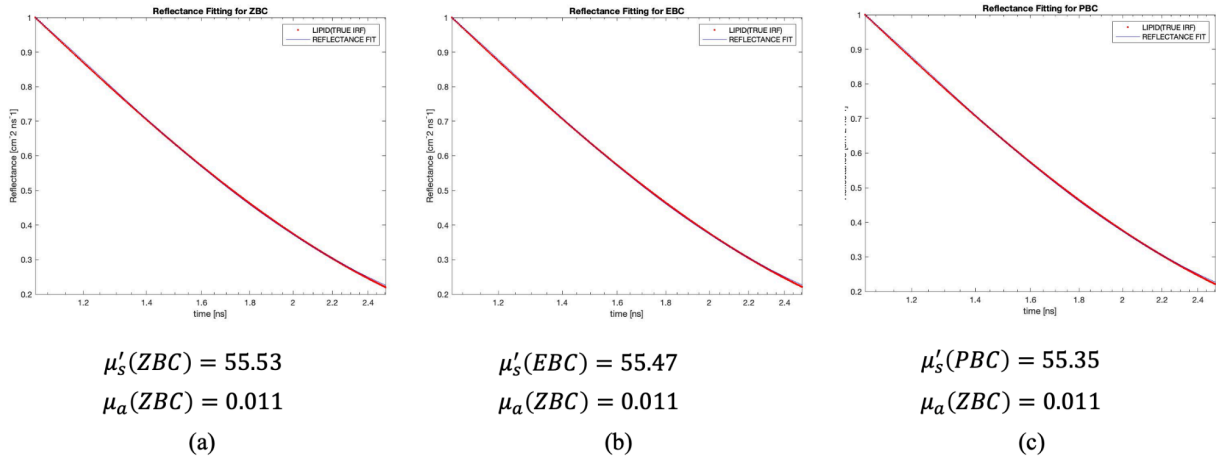 Reflectance Fitting for ZBC
LIPID(TRUE IRF)
REFLECTANCE FIT
Reflectance [cm^2 ns^1]
1
0.9
0.8
0.7
0.6
0.5
0.4
0.3
0.2
1.2 1.4 1.6 1.8 2 2.2 2.4
time [ns]
μ′ₛ(ZBC) = 55.53
μₐ(ZBC) = 0.011
(a)
Reflectance Fitting for EBC
LIPID(TRUE IRF)
REFLECTANCE FIT
Reflectance [cm^2 ns^1]
1
0.9
0.8
0.7
0.6
0.5
0.4
0.3
0.2
1.2 1.4 1.6 1.8 2 2.2 2.4
time [ns]
μ′ₛ(EBC) = 55.47
μₐ(ZBC) = 0.011
(b)
Reflectance Fitting for PBC
LIPID(TRUE IRF)
REFLECTANCE FIT
1
0.9
0.8
0.7
0.6
0.5
0.4
0.3
0.2
1.2 1.4 1.6 1.8 2 2.2 2.4
time [ns]
μ′ₛ(PBC) = 55.35
μₐ(ZBC) = 0.011
(c)